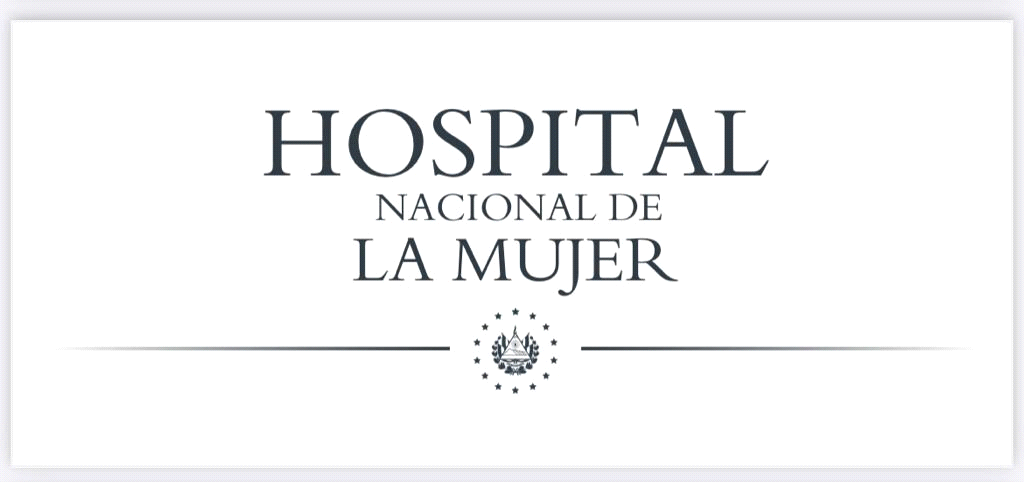 HOSPITAL
NACIONAL DE
LA MUJER